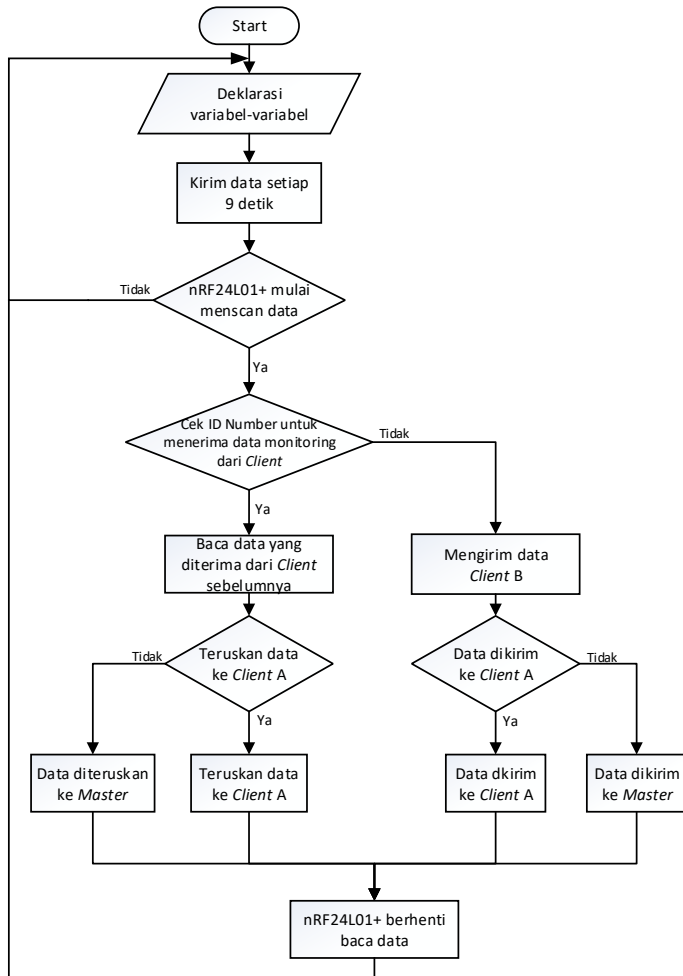 Start
Deklarasi
variabel-variabel
Kirim data setiap
9 detik
Tidak
nRF24L01+ mulai
menscan data
Ya
Cek ID Number untuk
menerima data monitoring
dari Client
Tidak
Ya
Baca data yang
diterima dari Client
sebelumnya
Mengirim data
Client B
Tidak
Teruskan data
ke Client A
Ya
Data dikirim
ke Client A
Tidak
Ya
Data diteruskan
ke Master
Teruskan data
ke Client A
Data dkirim
ke Client A
Data dikirim
ke Master
nRF24L01+ berhenti
baca data